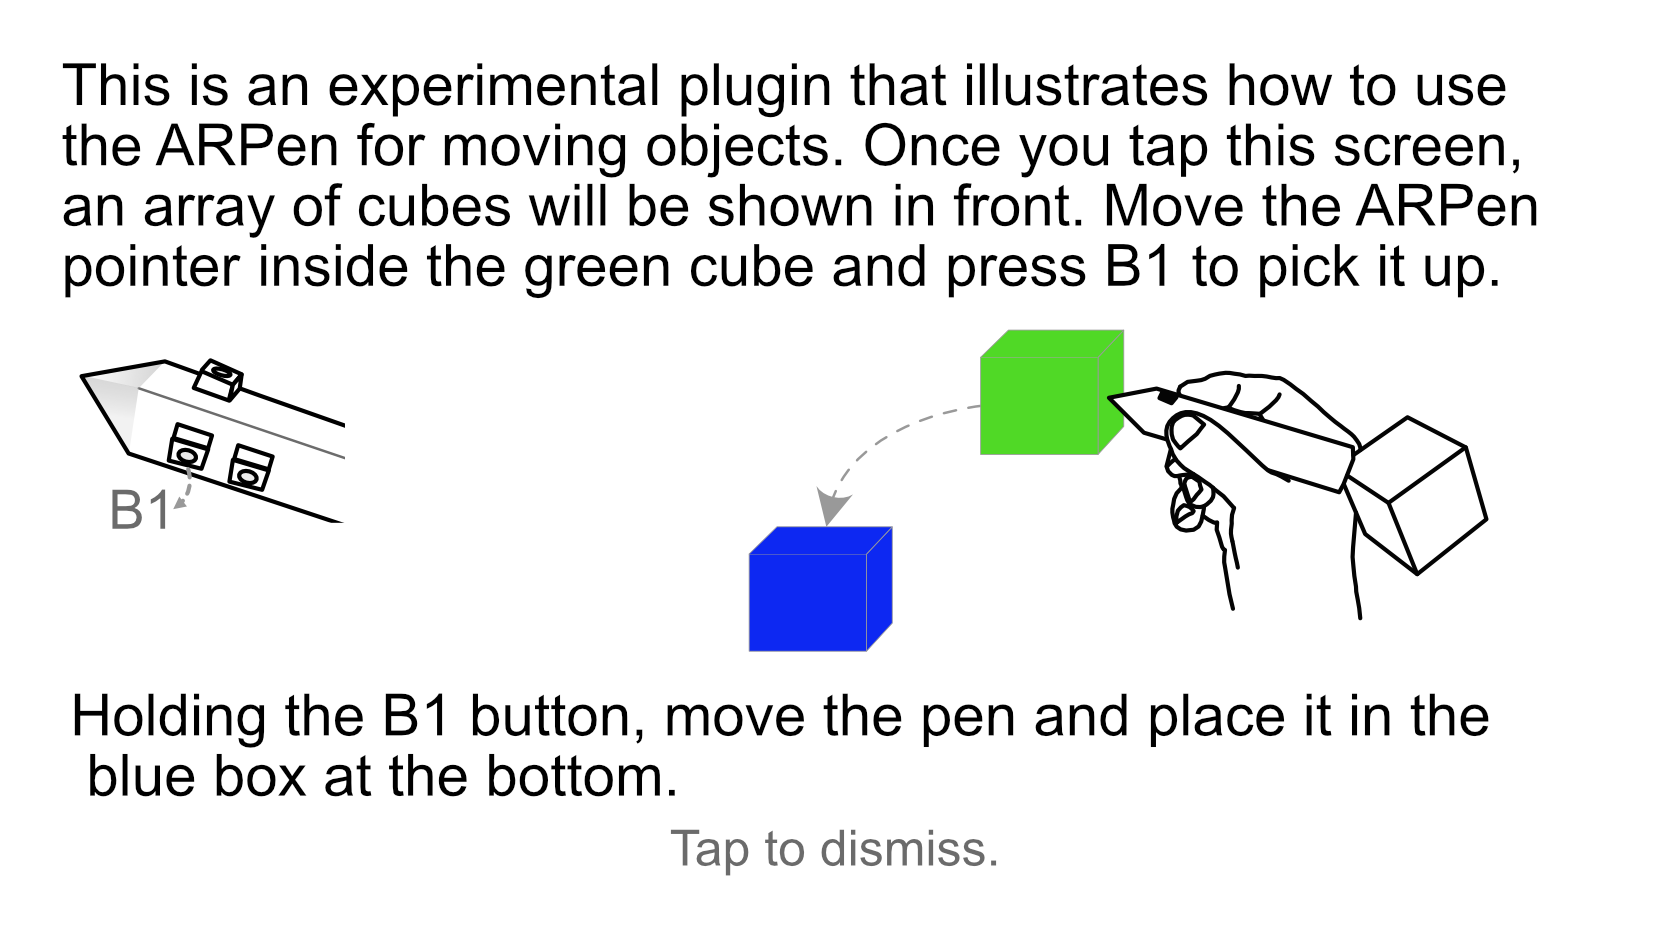 This is an experimental plugin that illustrates how to use
the ARPen for moving objects. Once you tap this screen,
an array of cubes will be shown in front. Move the ARPen
pointer inside the green cube and press B1 to pick it up.
B1
Holding the B1 button, move the pen and place it in the
blue box at the bottom.
Tap to dismiss.